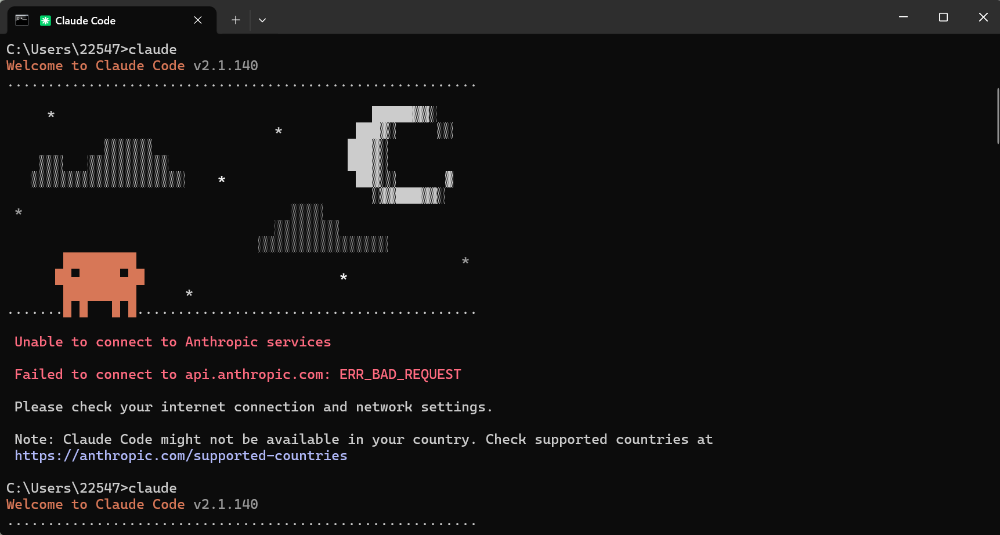 Claude Code
C:\Users\22547>claude
Welcome to Claude Code v2.1.140
Unable to connect to Anthropic services
Failed to connect to api.anthropic.com: ERR_BAD_REQUEST
Please check your internet connection and network settings.
Note: Claude Code might not be available in your country. Check supported countries at
https://anthropic.com/supported-countries
C:\Users\22547>claude
Welcome to Claude Code v2.1.140